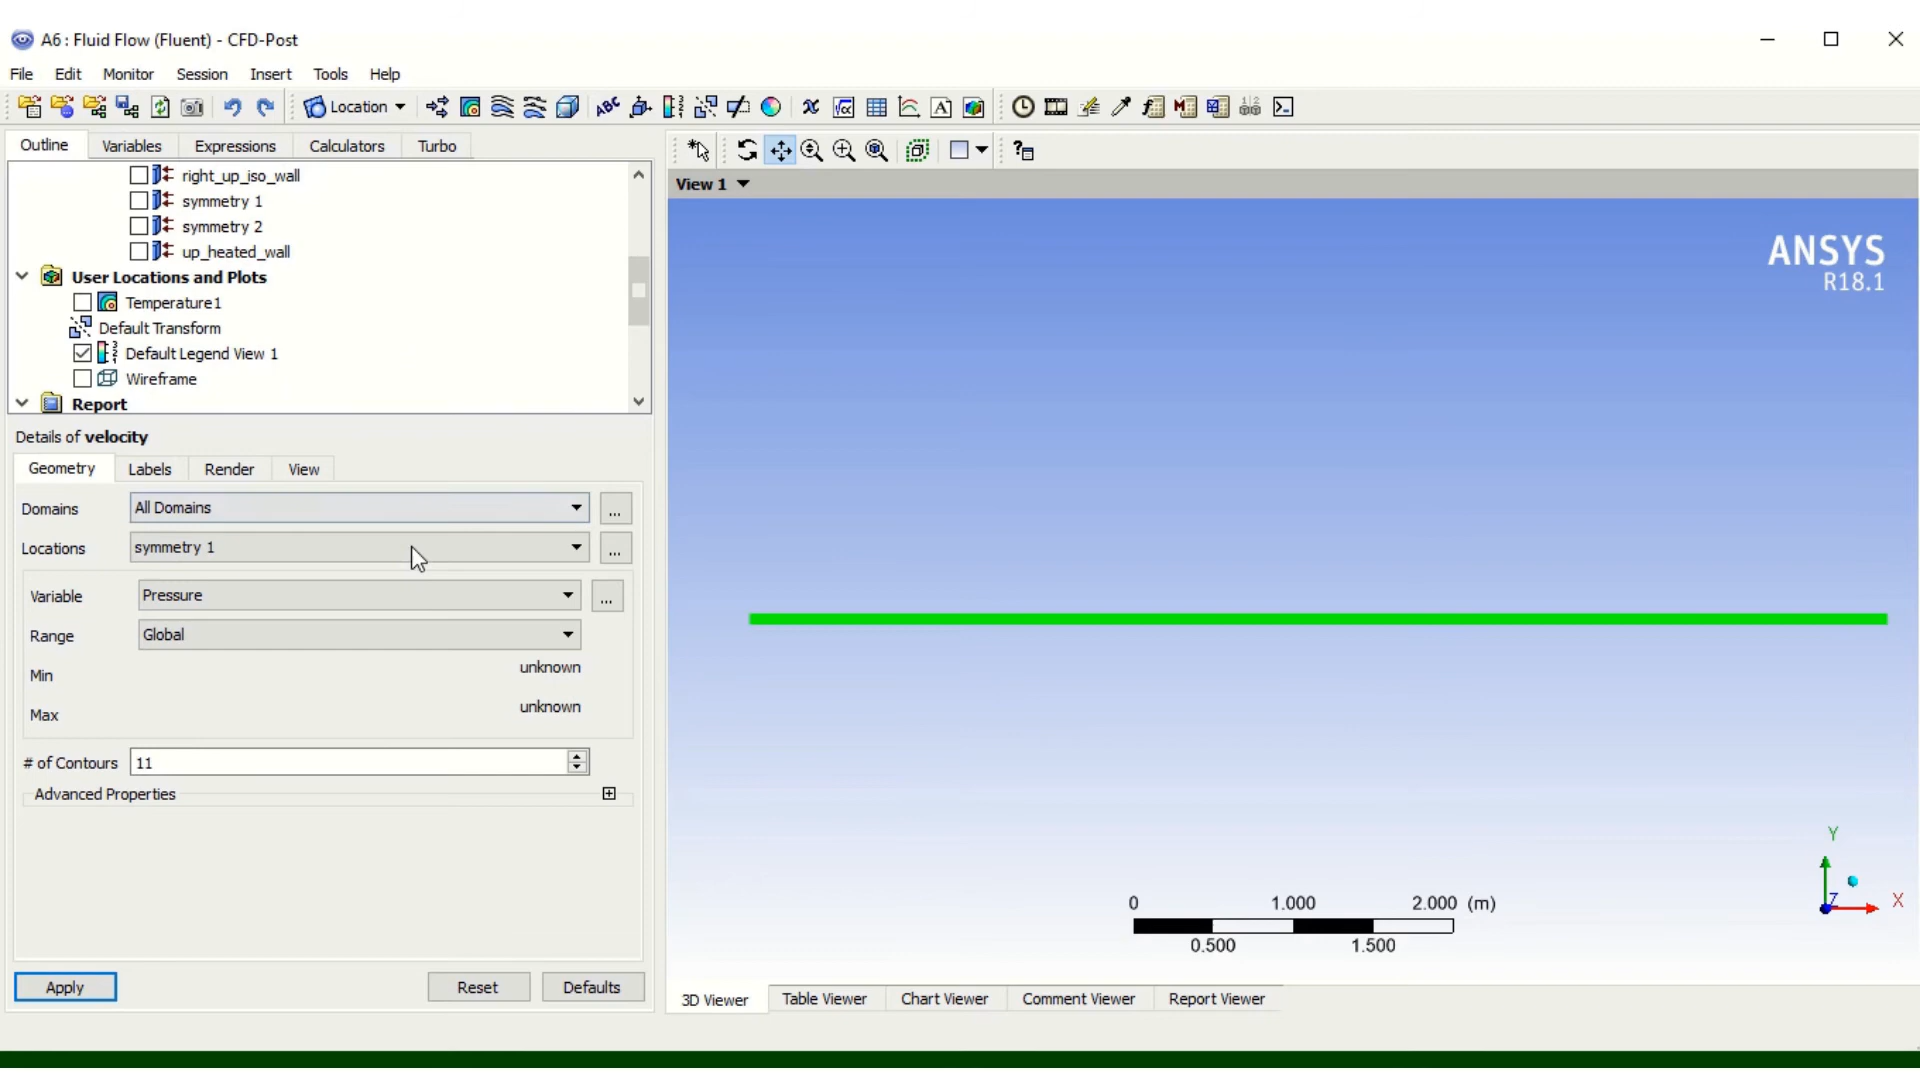 A6 : Fluid Flow (Fluent) - CFD-Post
File Edit Monitor Session Insert Tools Help
Location
Outline Variables Expressions Calculators Turbo
View 1
right_up_iso_wall
symmetry 1
symmetry 2
up_heated_wall
User Locations and Plots
Temperature1
Default Transform
Default Legend View 1
Wireframe
Report
Details of velocity
Geometry Labels Render View
Domains All Domains ...
Locations symmetry 1 ...
Variable Pressure ...
Range Global
Min unknown
Max unknown
# of Contours 11
Advanced Properties
Apply Reset Defaults
ANSYS
R18.1
Y
Z X
0 1.000 2.000 (m)
0.500 1.500
3D Viewer Table Viewer Chart Viewer Comment Viewer Report Viewer